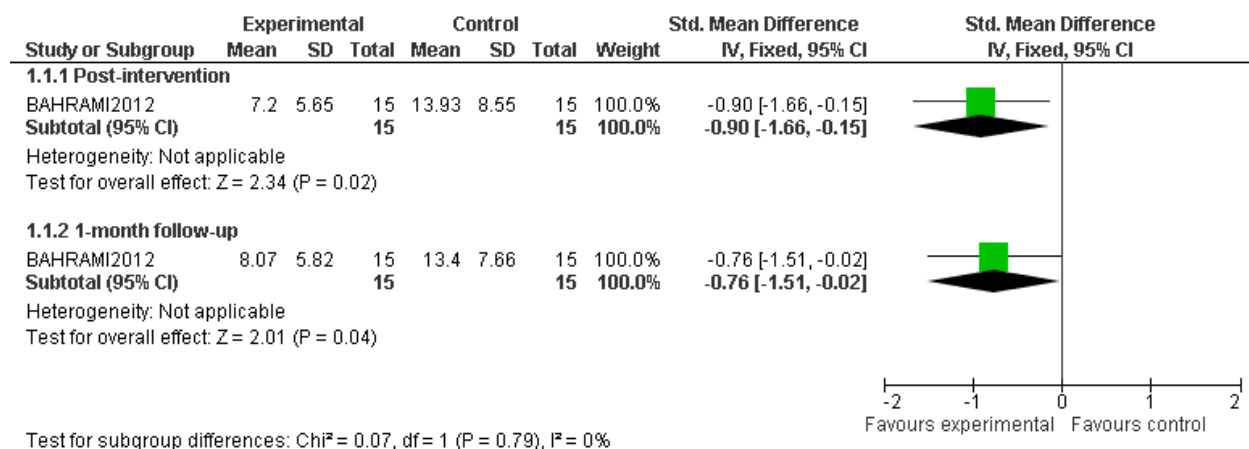 Experimental Control Std. Mean Difference Std. Mean Difference
Study or Subgroup Mean SD Total Mean SD Total Weight IV, Fixed, 95% CI IV, Fixed, 95% CI
1.1.1 Post-intervention
BAHRAMI2012 7.2 5.65 15 13.93 8.55 15 100.0% -0.90 [-1.66, -0.15]
Subtotal (95% CI) 15 15 100.0% -0.90 [-1.66, -0.15]
Heterogeneity: Not applicable
Test for overall effect: Z = 2.34 (P = 0.02)
1.1.2 1-month follow-up
BAHRAMI2012 8.07 5.82 15 13.4 7.66 15 100.0% -0.76 [-1.51, -0.02]
Subtotal (95% CI) 15 15 100.0% -0.76 [-1.51, -0.02]
Heterogeneity: Not applicable
Test for overall effect: Z = 2.01 (P = 0.04)
-2 -1 0 1 2
Favours experimental Favours control
Test for subgroup differences: Chi² = 0.07, df = 1 (P = 0.79), I² = 0%